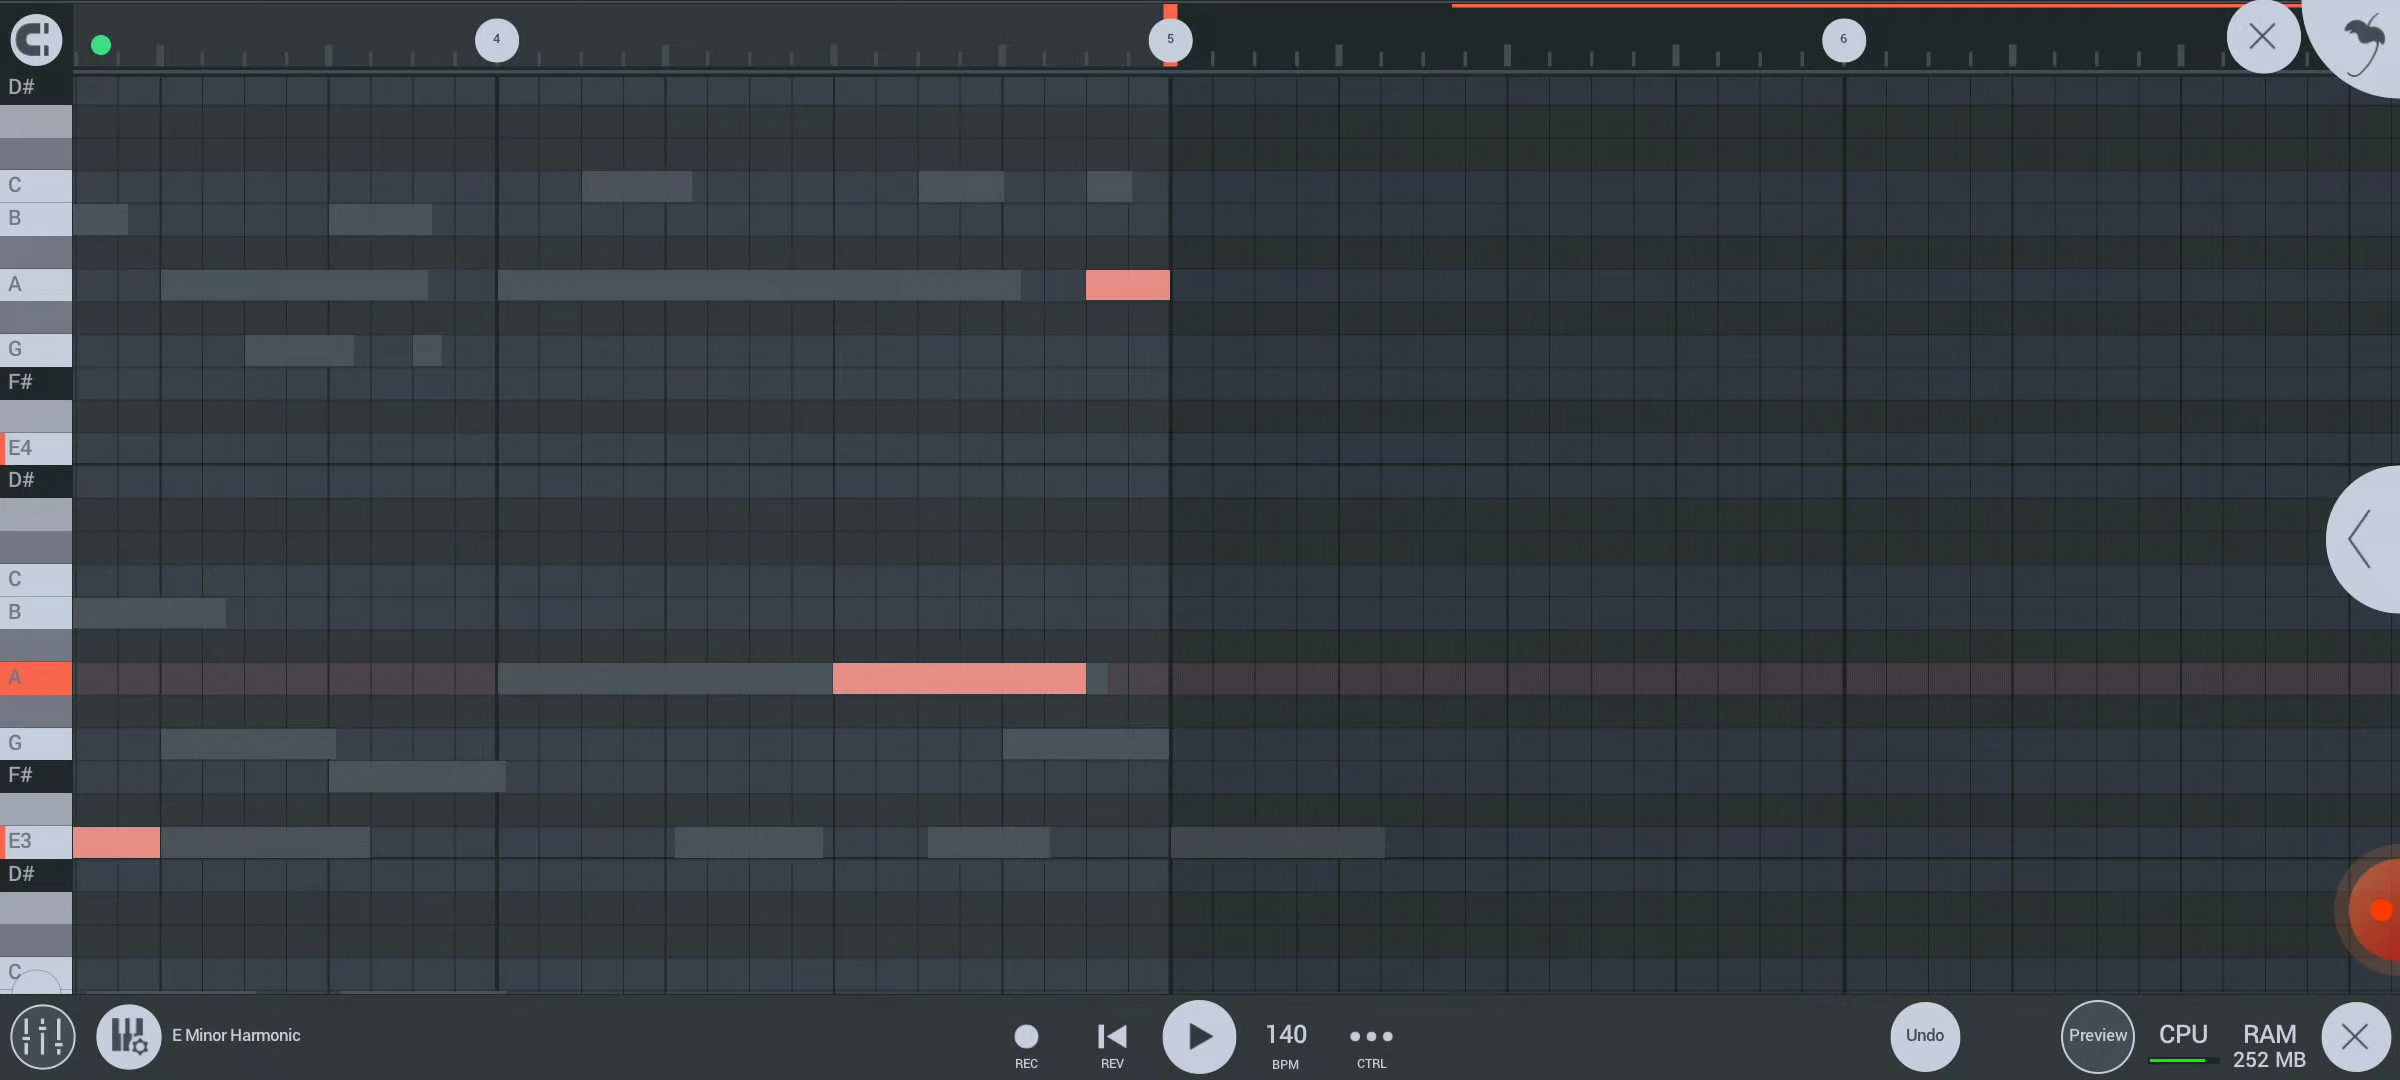 4
5
6
D#
C
B
A
G
F#
E4
D#
C
B
A
G
F#
E3
D#
C
E Minor Harmonic
REC
REV
140
BPM
CTRL
Undo
Preview
CPU
RAM
252 MB